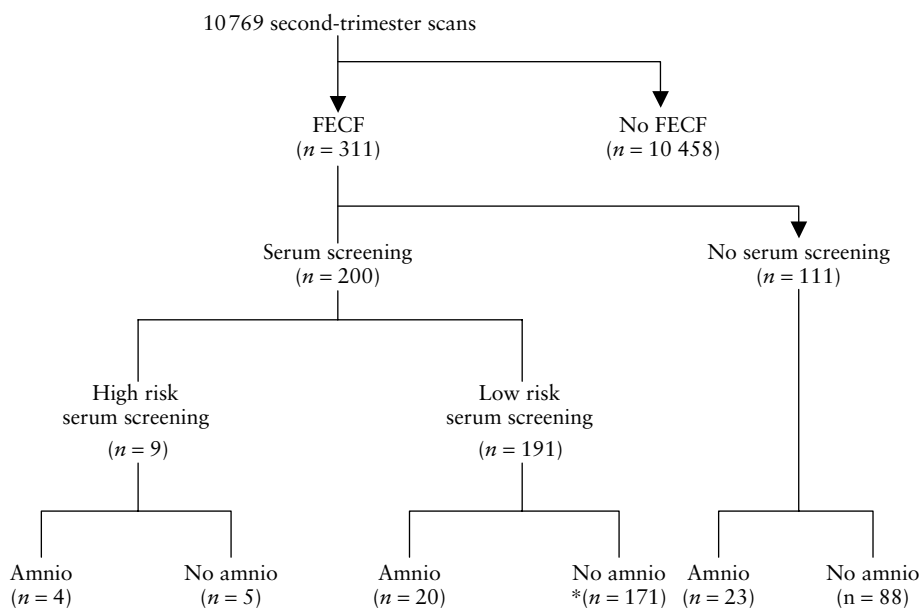 10 769 second-trimester scans
FECF
(n = 311)
No FECF
(n = 10 458)
Serum screening
(n = 200)
No serum screening
(n = 111)
High risk
serum screening
(n = 9)
Low risk
serum screening
(n = 191)
Amnio
(n = 4)
No amnio
(n = 5)
Amnio
(n = 20)
No amnio
*(n = 171)
Amnio
(n = 23)
No amnio
(n = 88)